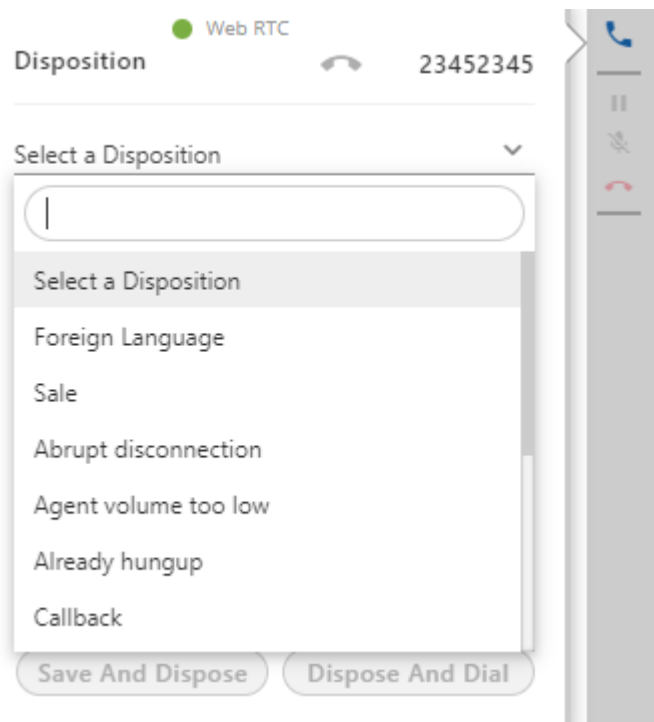 Web RTC
Disposition 23452345
Select a Disposition
Select a Disposition
Foreign Language
Sale
Abrupt disconnection
Agent volume too low
Already hungup
Callback
Save And Dispose Dispose And Dial